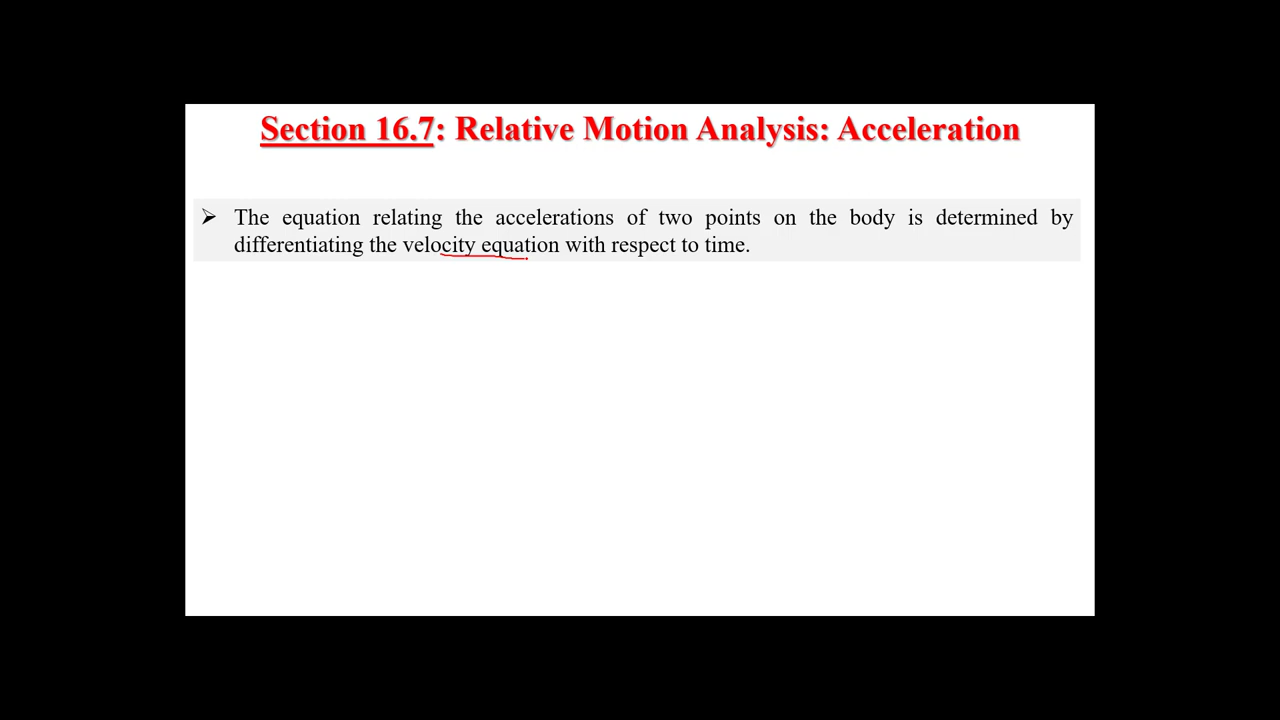 Section 16.7: Relative Motion Analysis: Acceleration
➢ The equation relating the accelerations of two points on the body is determined by
differentiating the velocity equation with respect to time.